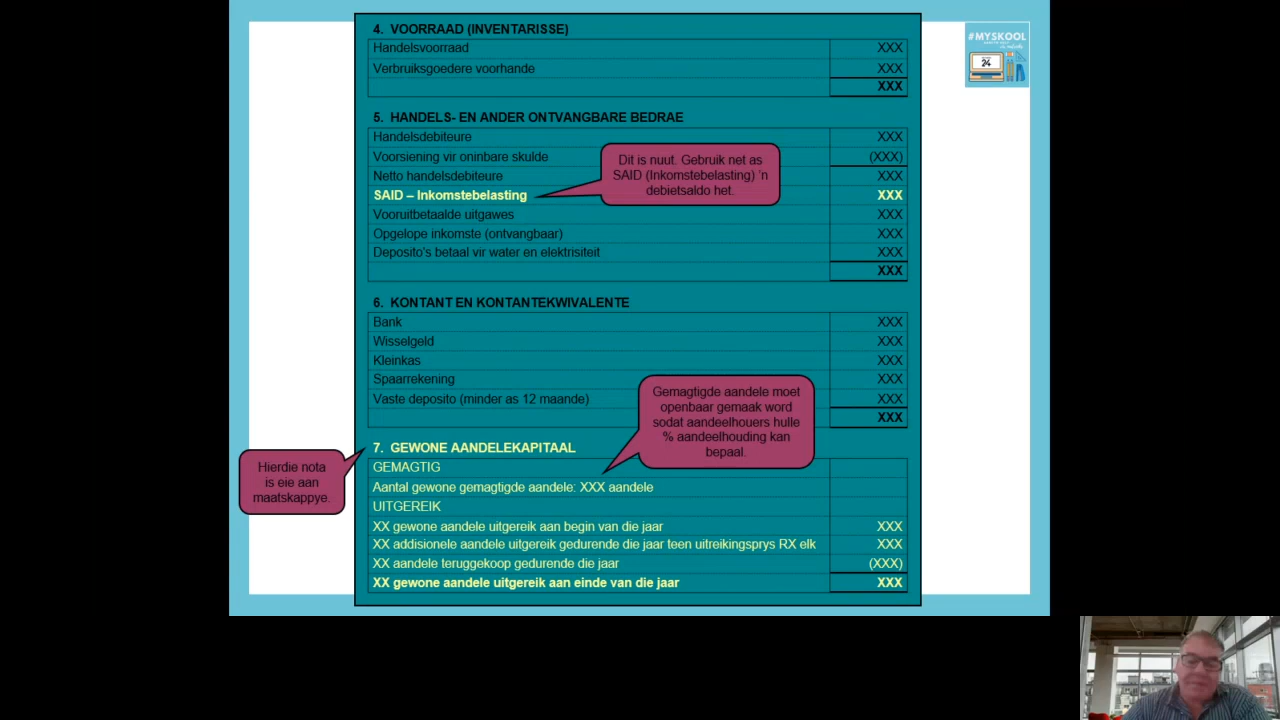 4. VOORRAAD (INVENTARISSE)
Handelsvoorraad XXX
Verbruiksgoedere voorhande XXX
XXX
5. HANDELS- EN ANDER ONTVANGBARE BEDRAE
Handelsdebiteure XXX
Voorsiening vir oninbare skulde (XXX)
Netto handelsdebiteure XXX
SAID – Inkomstebelasting XXX
Vooruitbetaalde uitgawes XXX
Opgelope inkomste (ontvangbaar) XXX
Deposito's betaal vir water en elektrisiteit XXX
XXX
Dit is nuut. Gebruik net as
SAID (Inkomstebelasting) 'n
debietsaldo het.
6. KONTANT EN KONTANTEKWIVALENTE
Bank XXX
Wisselgeld XXX
Kleinkas XXX
Spaarrekening XXX
Vaste deposito (minder as 12 maande) XXX
XXX
Gemagtigde aandele moet
openbaar gemaak word
sodat aandeelhouers hulle
% aandeelhouding kan
bepaal.
7. GEWONE AANDELEKAPITAAL
GEMAGTIG
Aantal gewone gemagtigde aandele: XXX aandele
UITGEREIK
XX gewone aandele uitgereik aan begin van die jaar XXX
XX addisionele aandele uitgereik gedurende die jaar teen uitreikingsprys RX elk XXX
XX aandele teruggekoop gedurende die jaar (XXX)
XX gewone aandele uitgereik aan einde van die jaar XXX
Hierdie nota
is eie aan
maatskappye.
#MYSKOOL
24